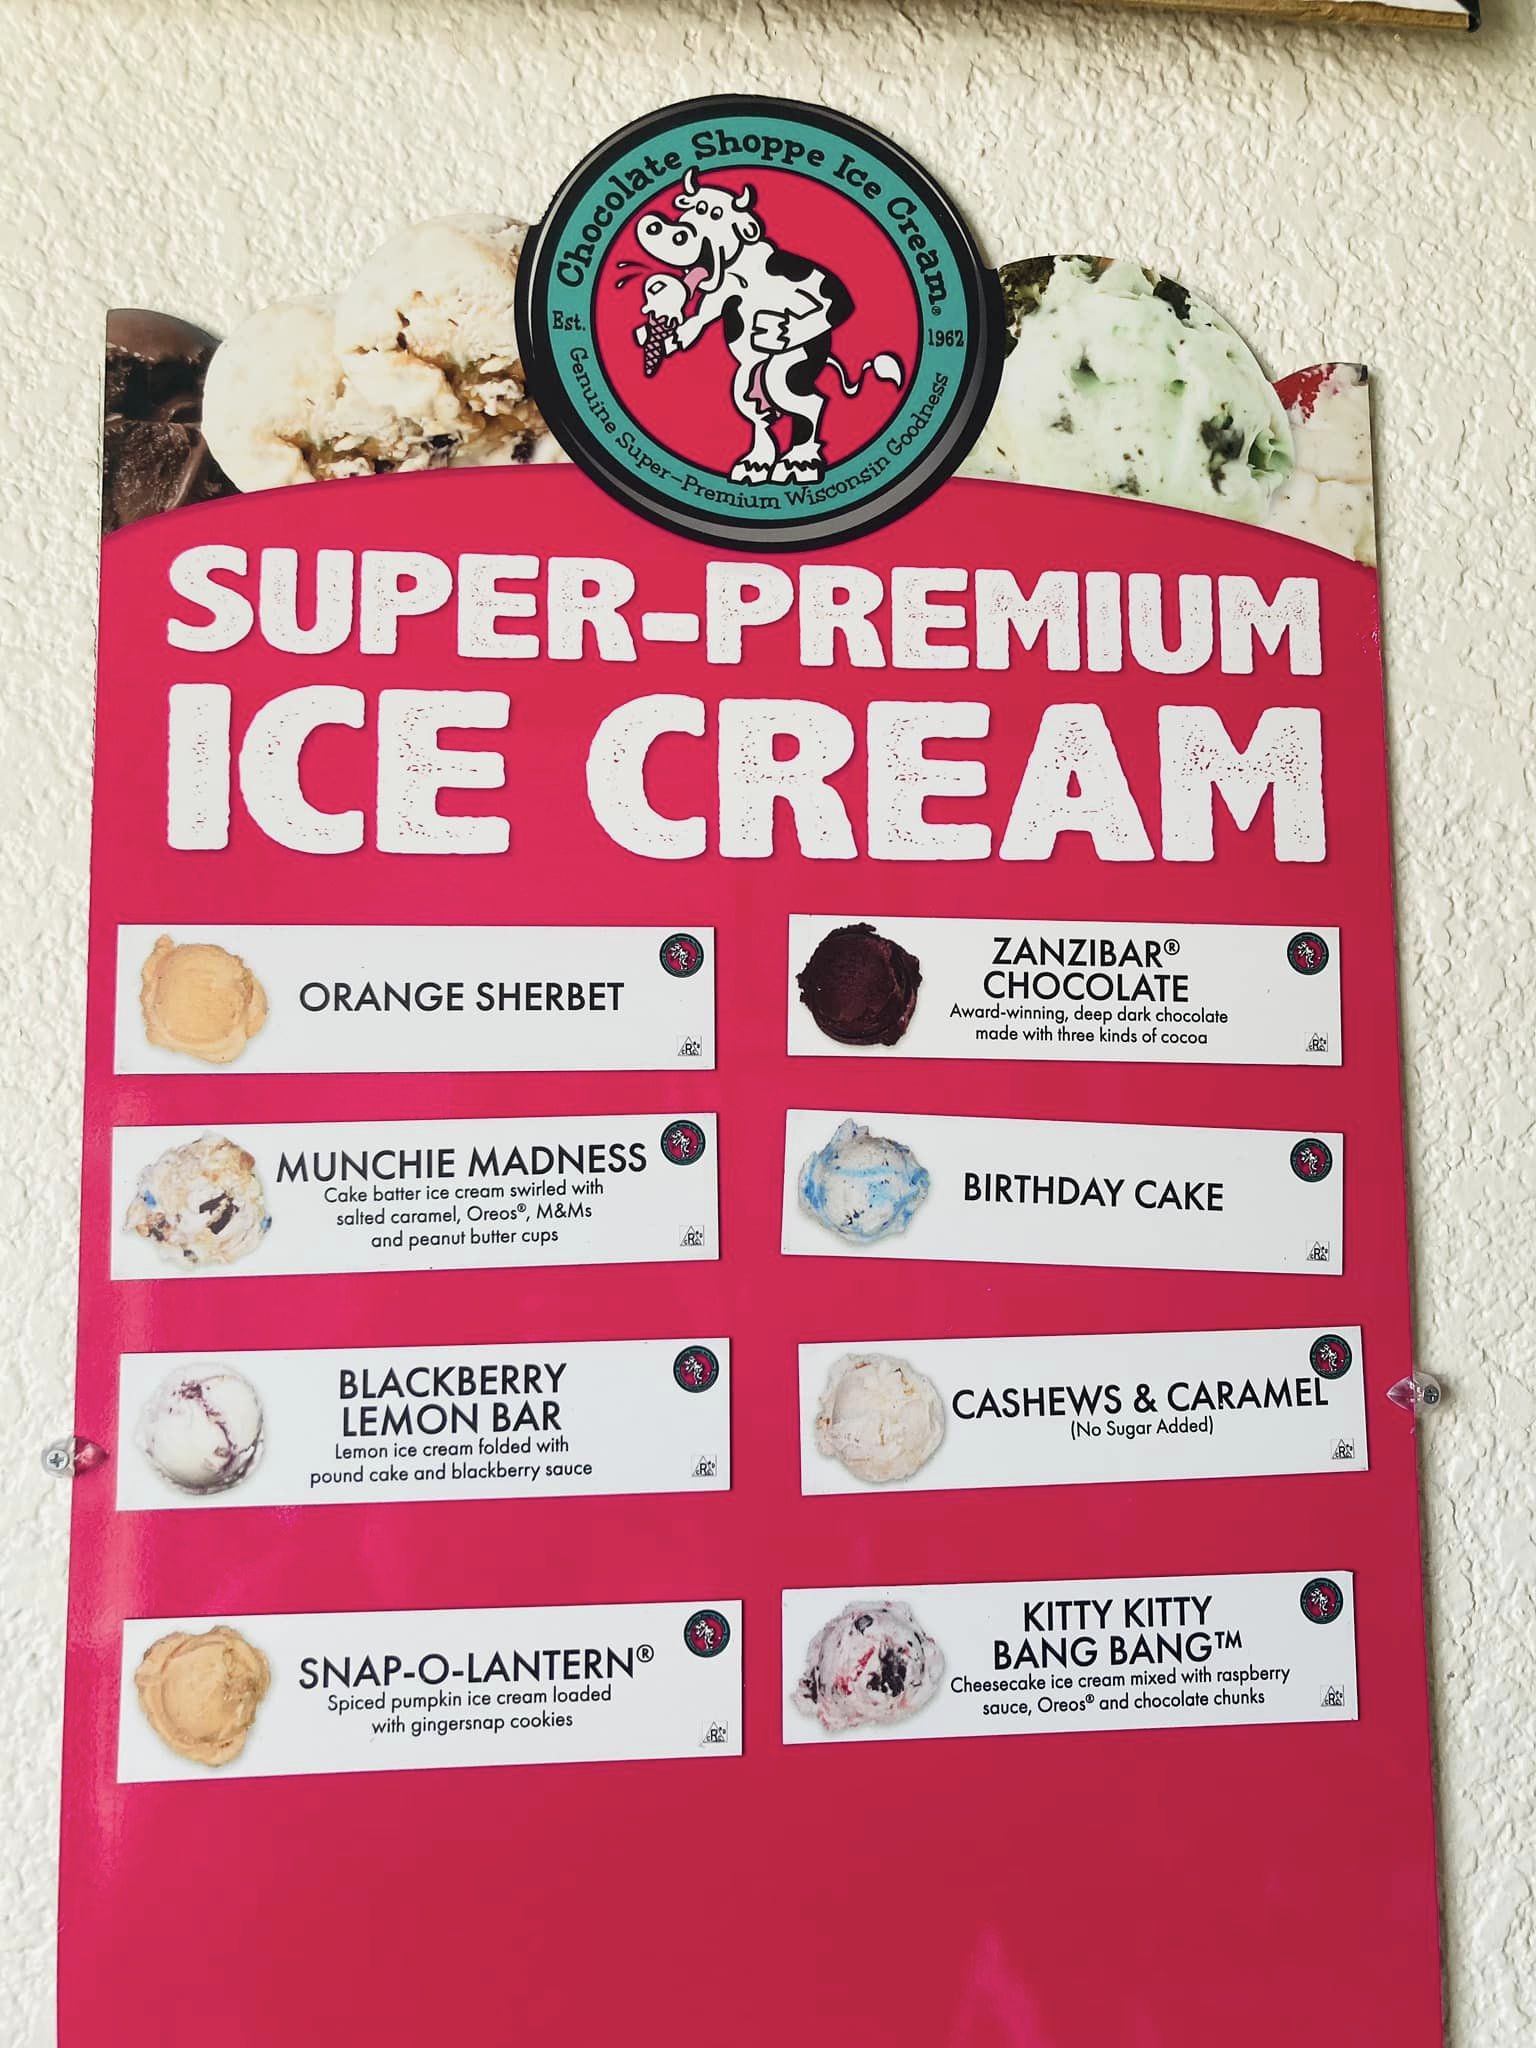 Chocolate Shoppe Ice Cream®
Est. 1962
Genuine Super-Premium Wisconsin Goodness
SUPER-PREMIUM
ICE CREAM
ORANGE SHERBET
ZANZIBAR®
CHOCOLATE
Award-winning, deep dark chocolate
made with three kinds of cocoa
MUNCHIE MADNESS
Cake batter ice cream swirled with
salted caramel, Oreos®, M&Ms
and peanut butter cups
BIRTHDAY CAKE
BLACKBERRY
LEMON BAR
Lemon ice cream folded with
pound cake and blackberry sauce
CASHEWS & CARAMEL
(No Sugar Added)
SNAP-O-LANTERN®
Spiced pumpkin ice cream loaded
with gingersnap cookies
KITTY KITTY
BANG BANG™
Cheesecake ice cream mixed with raspberry
sauce, Oreos® and chocolate chunks